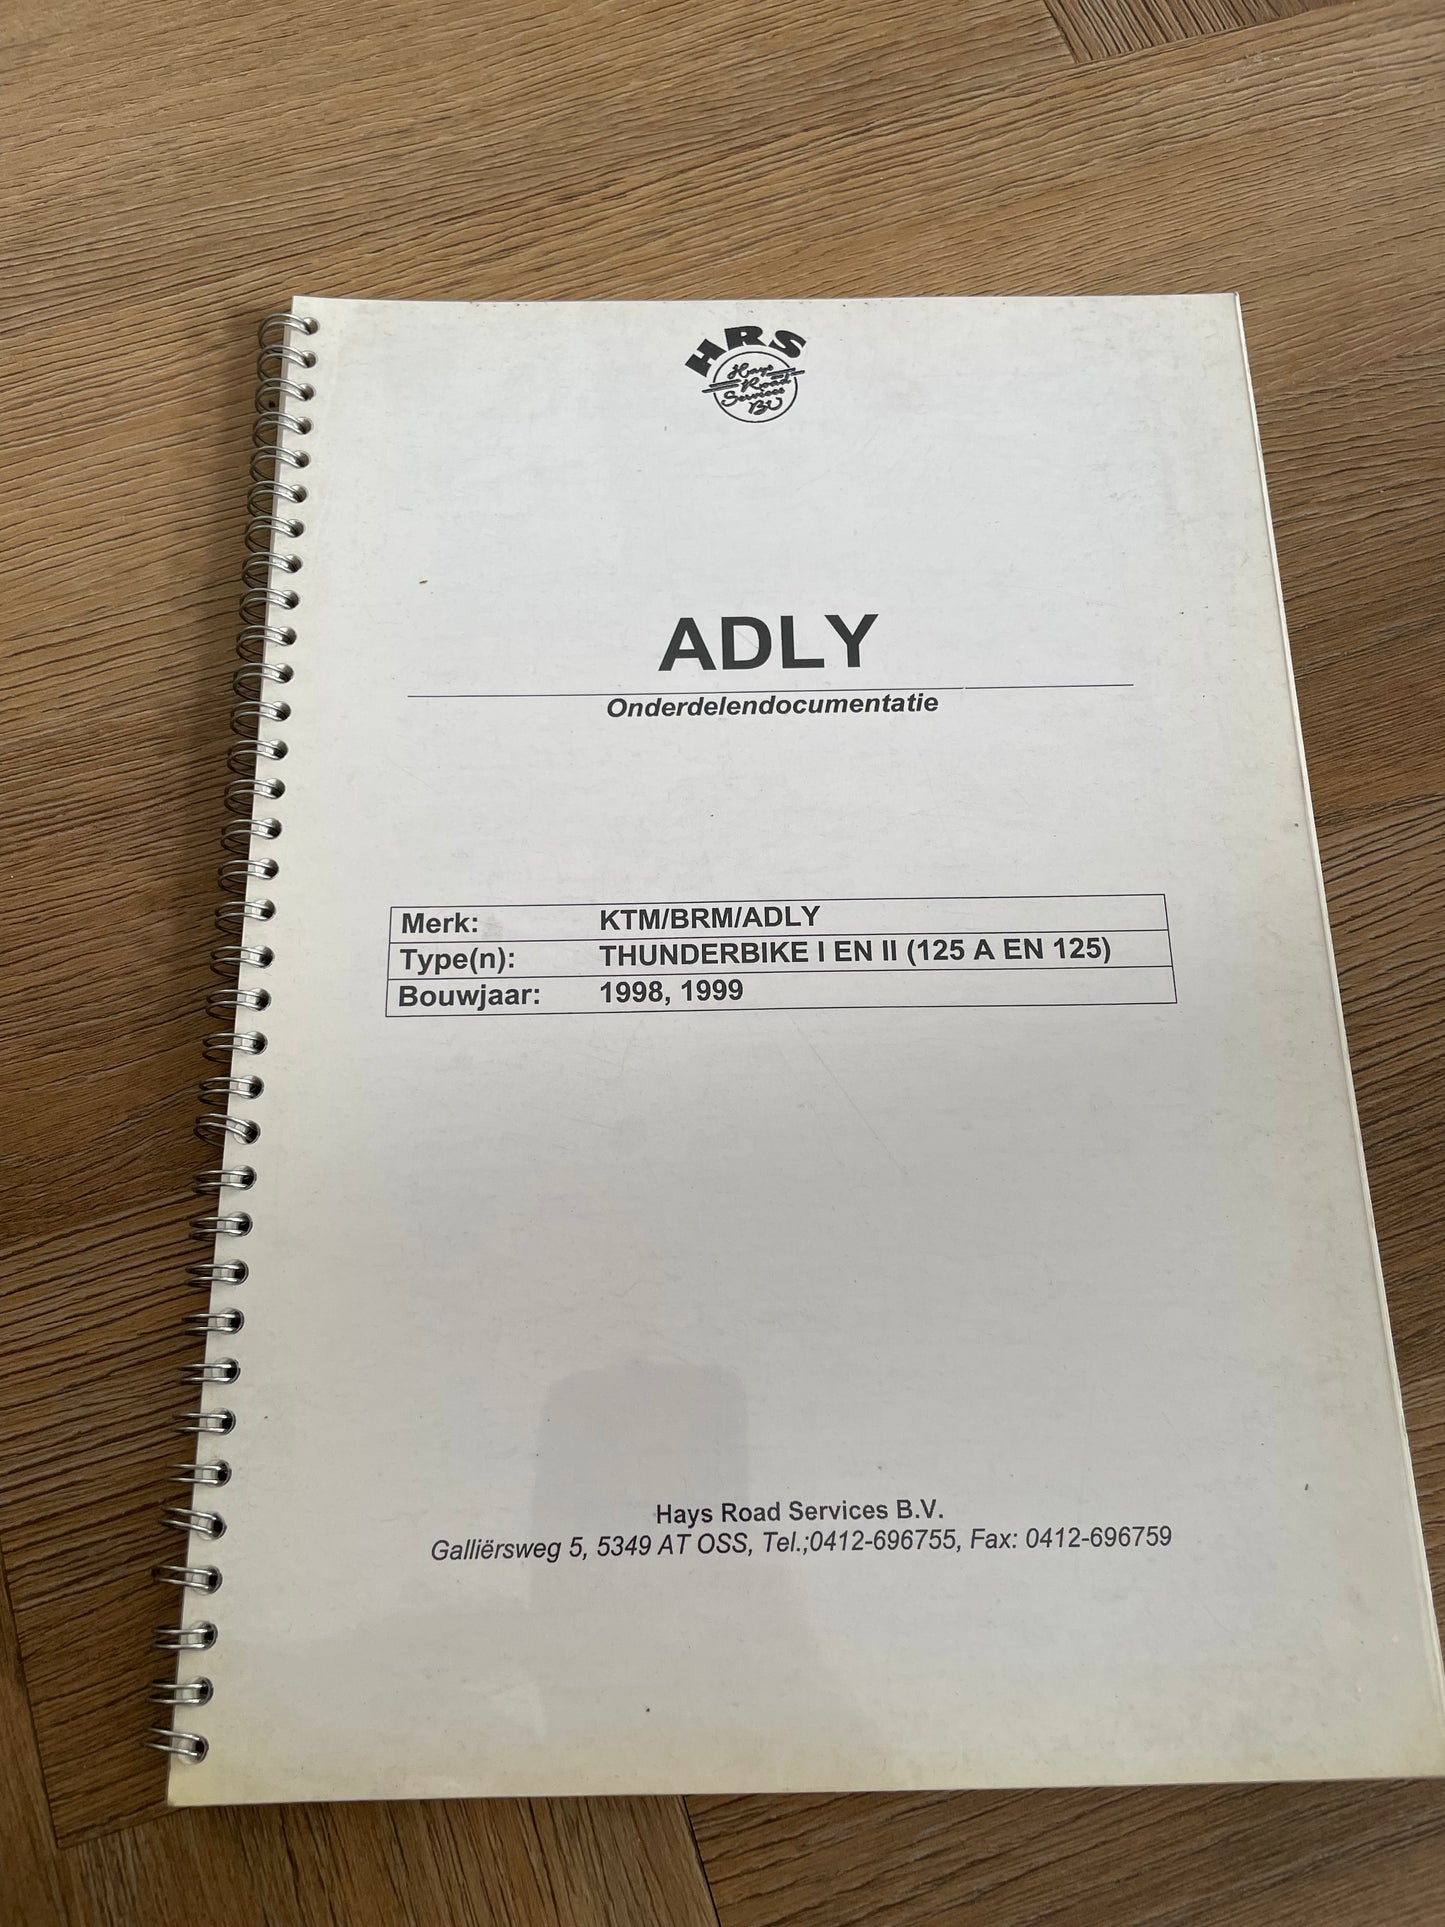 HRS
Hays
Road
Services
BV
ADLY
Onderdelendocumentatie
Merk: KTM/BRM/ADLY
Type(n): THUNDERBIKE I EN II (125 A EN 125)
Bouwjaar: 1998, 1999
Hays Road Services B.V.
Galliërsweg 5, 5349 AT OSS, Tel.;0412-696755, Fax: 0412-696759